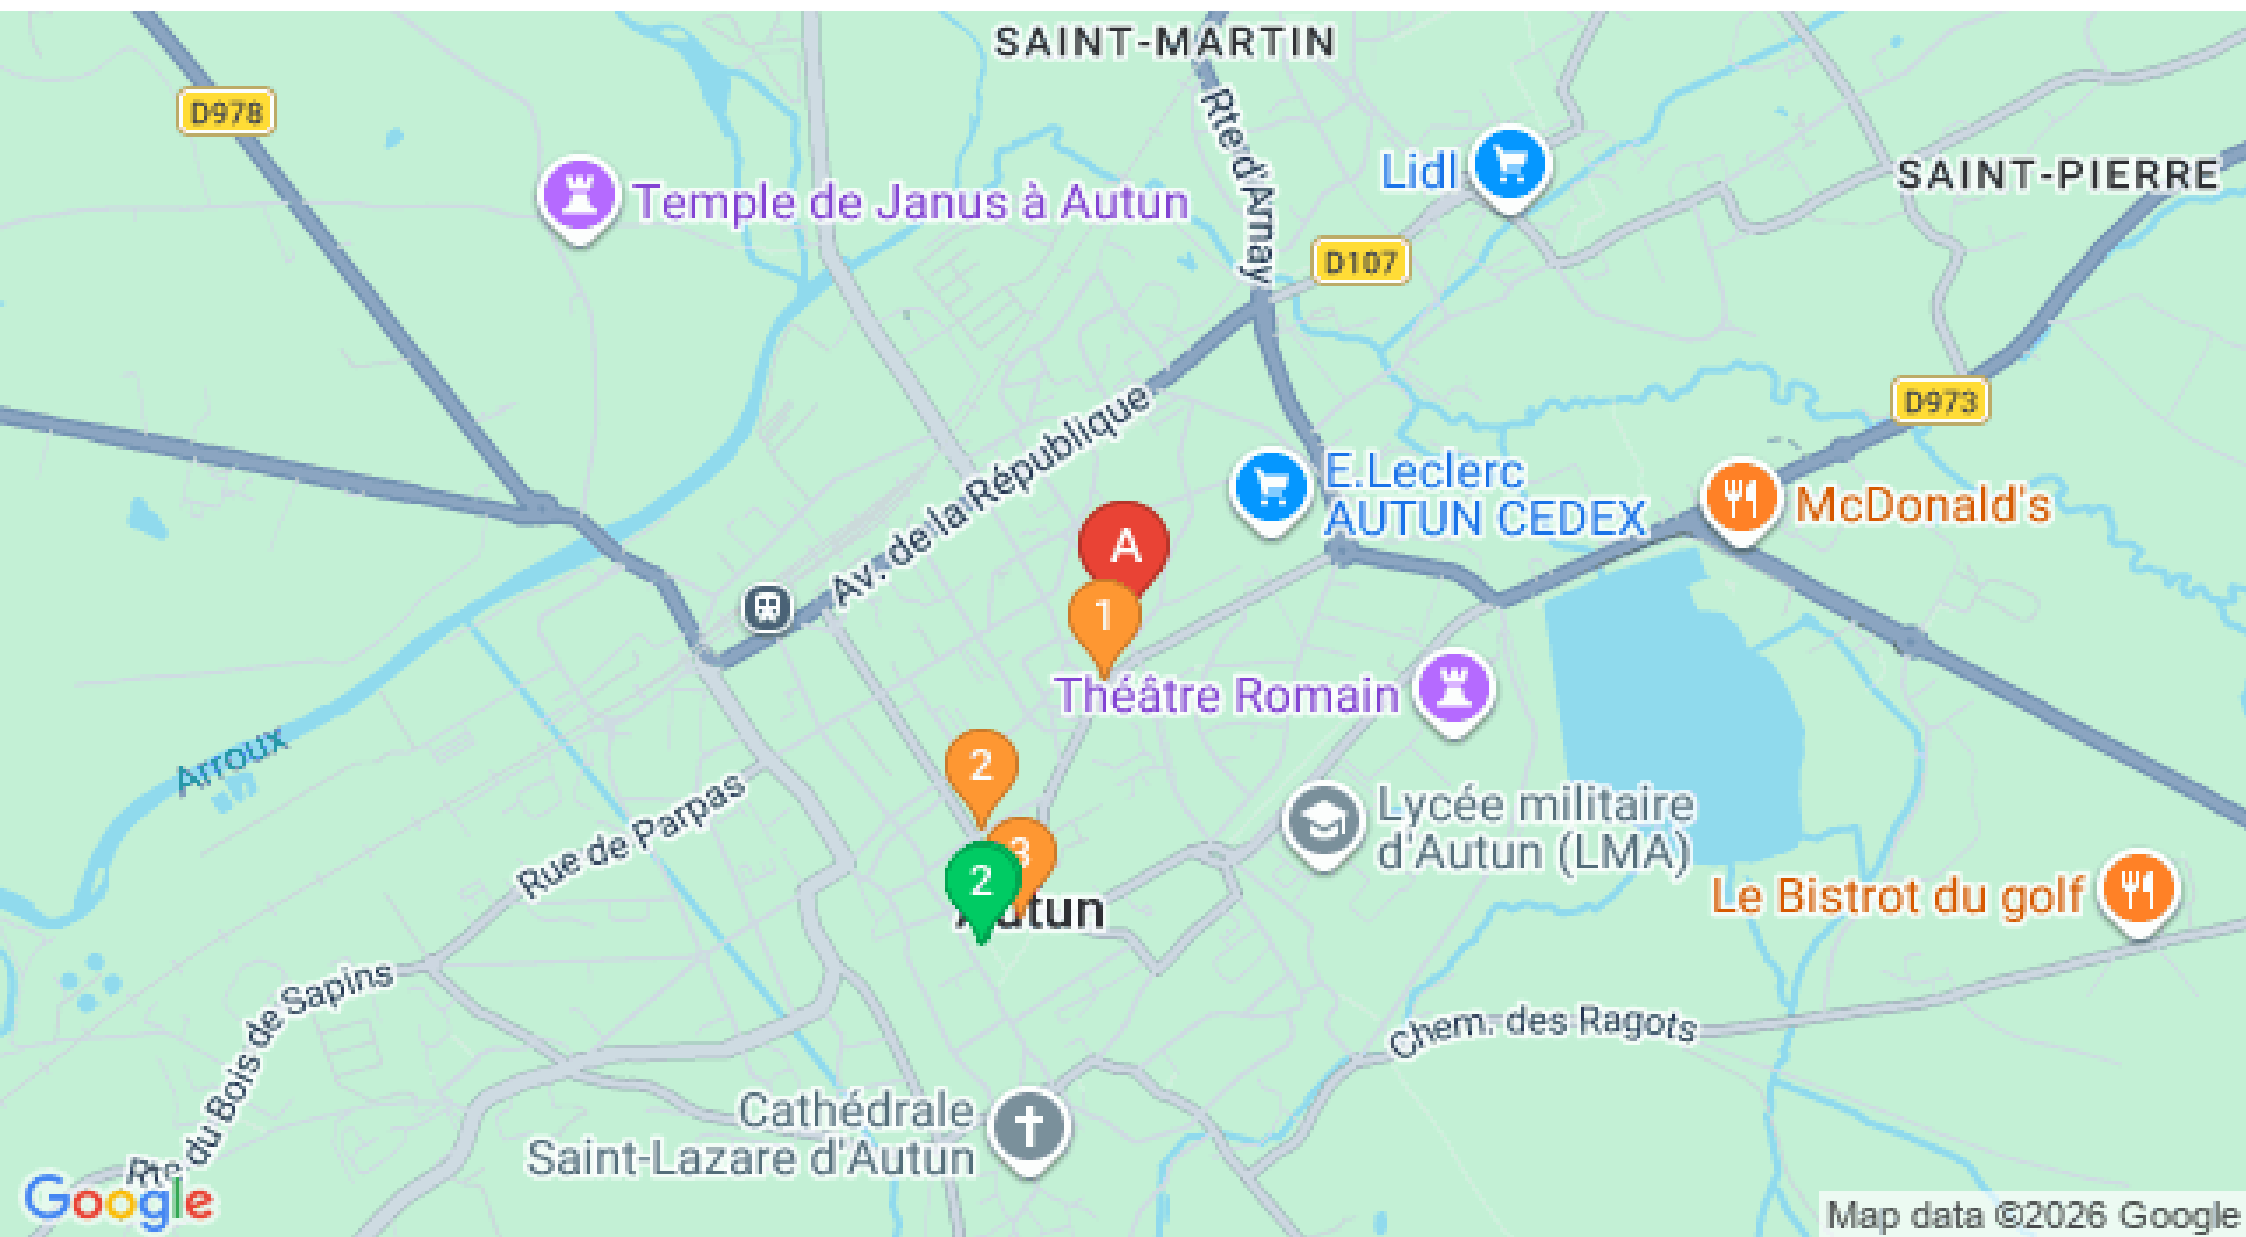 SAINT-MARTIN
D978
Rte d'Arnay
Lidl
SAINT-PIERRE
Temple de Janus à Autun
D107
Av. de la République
D973
E.Leclerc
AUTUN CEDEX
McDonald's
A
1
Théâtre Romain
Arroux
2
Rue de Parpas
Lycée militaire
d'Autun (LMA)
3
2
Autun
Le Bistrot du golf
Rte du Bois de Sapins
Chem. des Ragots
Cathédrale
Saint-Lazare d'Autun
Google
Map data ©2026 Google